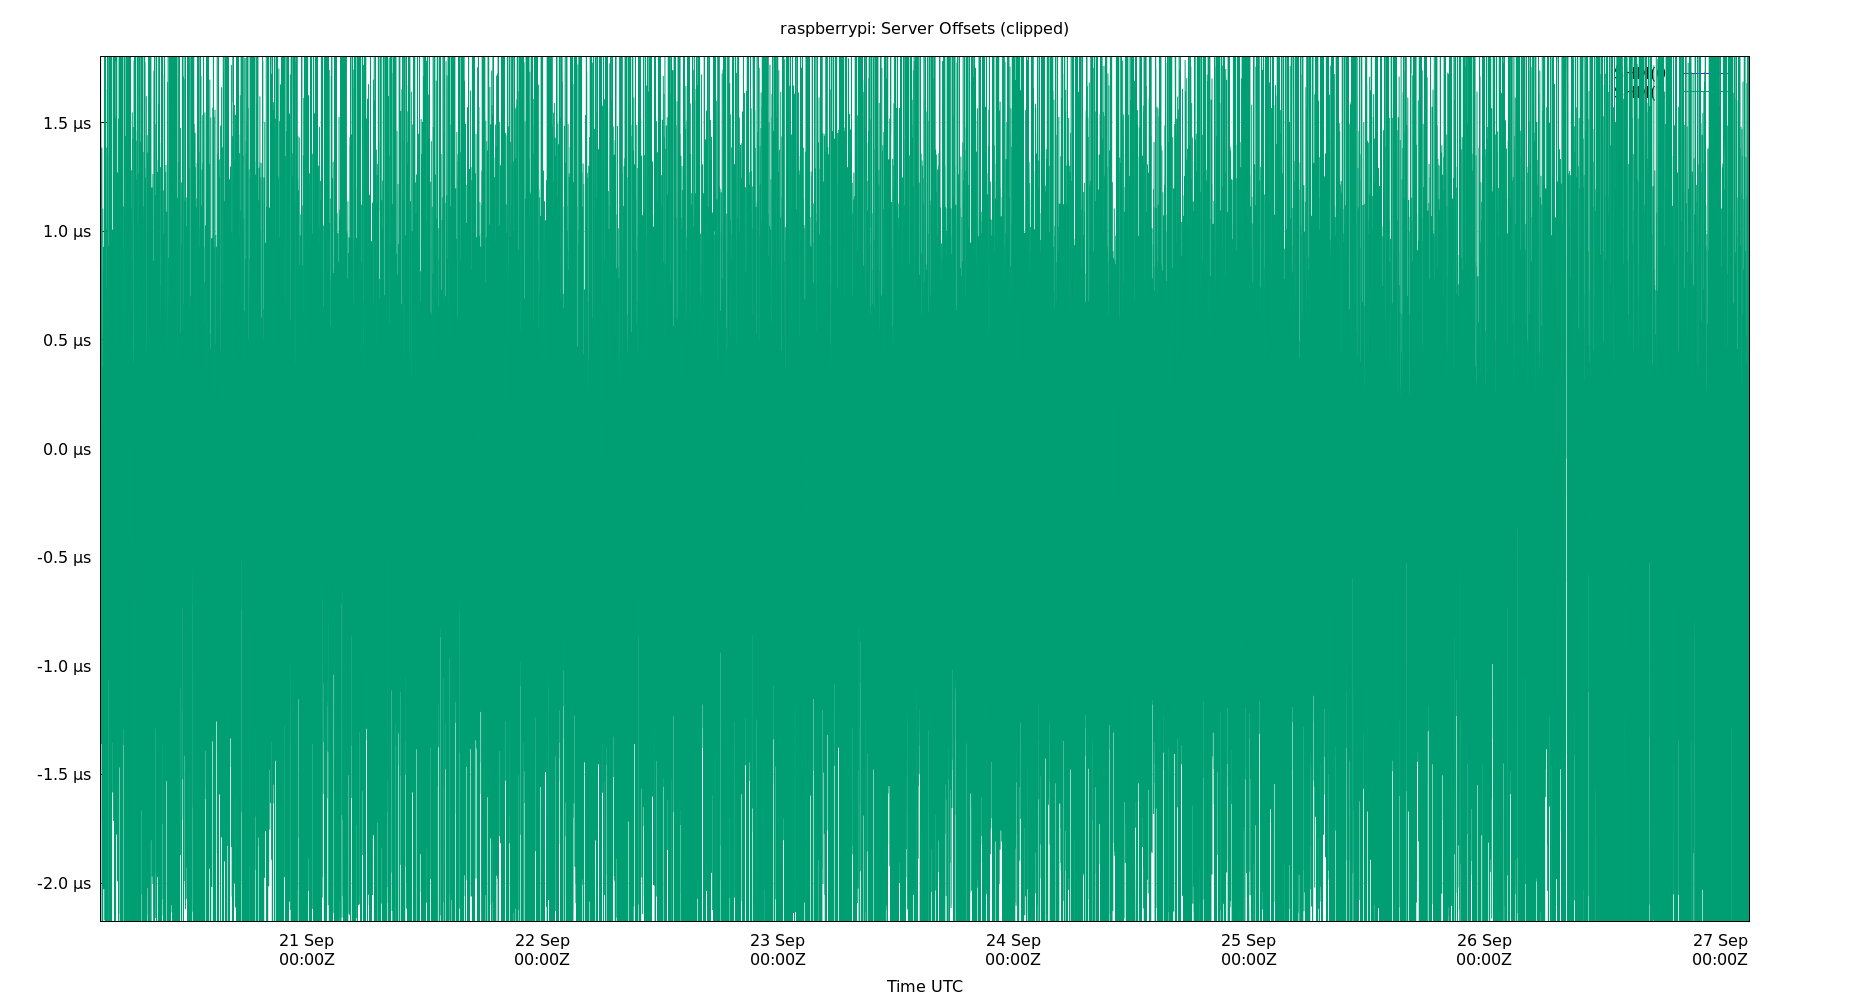 raspberrypi: Server Offsets (clipped)
1.5 µs
1.0 µs
0.5 µs
0.0 µs
-0.5 µs
-1.0 µs
-1.5 µs
-2.0 µs
21 Sep
00:00Z
22 Sep
00:00Z
23 Sep
00:00Z
24 Sep
00:00Z
25 Sep
00:00Z
26 Sep
00:00Z
27 Sep
00:00Z
Time UTC